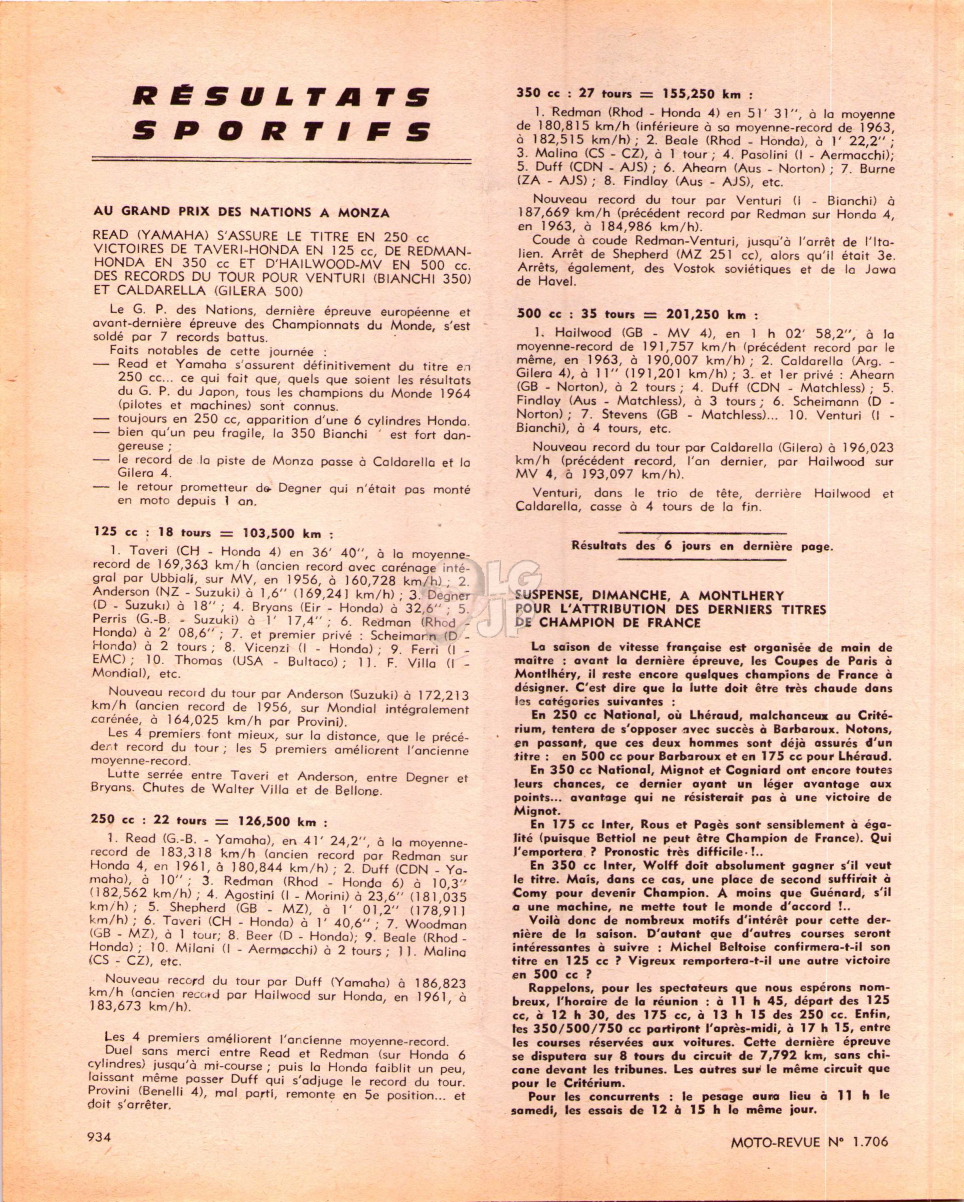 RÉSULTATS
SPORTIFS
AU GRAND PRIX DES NATIONS A MONZA
READ (YAMAHA) S'ASSURE LE TITRE EN 250 cc
VICTOIRES DE TAVERI-HONDA EN 125 cc, DE REDMAN-
HONDA EN 350 cc ET D'HAILWOOD-MV EN 500 cc.
DES RECORDS DU TOUR POUR VENTURI (BIANCHI 350)
ET CALDARELLA (GILERA 500)
Le G. P. des Nations, dernière épreuve européenne et
avant-dernière épreuve des Championnats du Monde, s'est
soldé par 7 records battus.
Faits notables de cette journée :
— Read et Yamaha s'assurent définitivement du titre en
250 cc... ce qui fait que, quels que soient les résultats
du G. P. du Japon, tous les champions du Monde 1964
(pilotes et machines) sont connus.
— toujours en 250 cc, apparition d'une 6 cylindres Honda.
— bien qu'un peu fragile, la 350 Bianchi ' est fort dan-
gereuse ;
— le record de la piste de Monza passe à Caldarella et la
Gilera 4.
— le retour prometteur de Degner qui n'était pas monté
en moto depuis 1 an.
125 cc : 18 tours = 103,500 km :
1. Taveri (CH - Honda 4) en 36' 40'', à la moyenne-
record de 169,363 km/h (ancien record avec carénage inté-
gral par Ubbiali, sur MV, en 1956, à 160,728 km/h) ; 2.
Anderson (NZ - Suzuki) à 1,6'' (169,241 km/h) ; 3. Degner
(D - Suzuki) à 18'' ; 4. Bryans (Eir - Honda) à 32,6'' ; 5.
Perris (G.-B. - Suzuki) à 1' 17,4'' ; 6. Redman (Rhod -
Honda) à 2' 08,6'' ; 7. et premier privé : Scheimann (D -
Honda) à 2 tours ; 8. Vicenzi (I - Honda) ; 9. Ferri (I -
EMC) ; 10. Thomas (USA - Bultaco) ; 11. F. Villa (I -
Mondial), etc.
Nouveau record du tour par Anderson (Suzuki) à 172,213
km/h (ancien record de 1956, sur Mondial intégralement
carénée, à 164,025 km/h par Provini).
Les 4 premiers font mieux, sur la distance, que le précé-
dent record du tour ; les 5 premiers améliorent l'ancienne
moyenne-record.
Lutte serrée entre Taveri et Anderson, entre Degner et
Bryans. Chutes de Walter Villa et de Bellone.
250 cc : 22 tours = 126,500 km :
1. Read (G.-B. - Yamaha), en 41' 24,2'', à la moyenne-
record de 183,318 km/h (ancien record par Redman sur
Honda 4, en 1961, à 180,844 km/h) ; 2. Duff (CDN - Ya-
maha), à 10'' ; 3. Redman (Rhod - Honda 6) à 10,3''
(182,562 km/h) ; 4. Agostini (I - Morini) à 23,6'' (181,035
km/h) ; 5. Shepherd (GB - MZ), à 1' 01,2'' (178,911
km/h) ; 6. Taveri (CH - Honda) à 1' 40,6'' ; 7. Woodman
(GB - MZ), à 1 tour; 8. Beer (D - Honda); 9. Beale (Rhod -
Honda) ; 10. Milani (I - Aermacchi) à 2 tours ; 11. Malina
(CS - CZ), etc.
Nouveau record du tour par Duff (Yamaha) à 186,823
km/h (ancien record par Hailwood sur Honda, en 1961, à
183,673 km/h).
Les 4 premiers améliorent l'ancienne moyenne-record.
Duel sans merci entre Read et Redman (sur Honda 6
cylindres) jusqu'à mi-course ; puis la Honda faiblit un peu,
laissant même passer Duff qui s'adjuge le record du tour.
Provini (Benelli 4), mal parti, remonte en 5e position... et
doit s'arrêter.
934
350 cc : 27 tours = 155,250 km :
1. Redman (Rhod - Honda 4) en 51' 31'', à la moyenne
de 180,815 km/h (inférieure à sa moyenne-record de 1963,
à 182,515 km/h) ; 2. Beale (Rhod - Honda), à 1' 22,2'' ;
3. Malina (CS - CZ), à 1 tour ; 4. Pasolini (I - Aermacchi);
5. Duff (CDN - AJS) ; 6. Ahearn (Aus - Norton) ; 7. Burne
(ZA - AJS) ; 8. Findlay (Aus - AJS), etc.
Nouveau record du tour par Venturi (I - Bianchi) à
187,669 km/h (précédent record par Redman sur Honda 4,
en 1963, à 184,986 km/h).
Coude à coude Redman-Venturi, jusqu'à l'arrêt de l'Ita-
lien. Arrêt de Shepherd (MZ 251 cc), alors qu'il était 3e.
Arrêts, également, des Vostok soviétiques et de la Jawa
de Havel.
500 cc : 35 tours = 201,250 km :
1. Hailwood (GB - MV 4), en 1 h 02' 58,2'', à la
moyenne-record de 191,757 km/h (précédent record par le
même, en 1963, à 190,007 km/h) ; 2. Caldarella (Arg. -
Gilera 4), à 11'' (191,201 km/h) ; 3. et 1er privé : Ahearn
(GB - Norton), à 2 tours ; 4. Duff (CDN - Matchless) ; 5.
Findlay (Aus - Matchless), à 3 tours ; 6. Scheimann (D -
Norton) ; 7. Stevens (GB - Matchless)... 10. Venturi (I -
Bianchi), à 4 tours, etc.
Nouveau record du tour par Caldarella (Gilera) à 196,023
km/h (précédent record, l'an dernier, par Hailwood sur
MV 4, à 193,097 km/h).
Venturi, dans le trio de tête, derrière Hailwood et
Caldarella, casse à 4 tours de la fin.
Résultats des 6 jours en dernière page.
SUSPENSE, DIMANCHE, A MONTLHERY
POUR L'ATTRIBUTION DES DERNIERS TITRES
DE CHAMPION DE FRANCE
La saison de vitesse française est organisée de main de
maître : avant la dernière épreuve, les Coupes de Paris à
Montlhéry, il reste encore quelques champions de France à
désigner. C'est dire que la lutte doit être très chaude dans
les catégories suivantes :
En 250 cc National, où Lhéraud, malchanceux au Crité-
rium, tentera de s'opposer avec succès à Barbaroux. Notons,
en passant, que ces deux hommes sont déjà assurés d'un
titre : en 500 cc pour Barbaroux et en 175 cc pour Lhéraud.
En 350 cc National, Mignot et Cogniard ont encore toutes
leurs chances, ce dernier ayant un léger avantage aux
points... avantage qui ne résisterait pas à une victoire de
Mignot.
En 175 cc Inter, Rous et Pagès sont sensiblement à éga-
lité (puisque Bettiol ne peut être Champion de France). Qui
l'emportera ? Pronostic très difficile !..
En 350 cc Inter, Wolff doit absolument gagner s'il veut
le titre. Mais, dans ce cas, une place de second suffirait à
Comy pour devenir Champion. A moins que Guénard, s'il
a une machine, ne mette tout le monde d'accord !..
Voilà donc de nombreux motifs d'intérêt pour cette der-
nière de la saison. D'autant que d'autres courses seront
intéressantes à suivre : Michel Beltoise confirmera-t-il son
titre en 125 cc ? Vigreux remportera-t-il une autre victoire
en 500 cc ?
Rappelons, pour les spectateurs que nous espérons nom-
breux, l'horaire de la réunion : à 11 h 45, départ des 125
cc, à 12 h 30, des 175 cc, à 13 h 15 des 250 cc. Enfin,
les 350/500/750 cc partiront l'après-midi, à 17 h 15, entre
les courses réservées aux voitures. Cette dernière épreuve
se disputera sur 8 tours du circuit de 7,792 km, sans chi-
cane devant les tribunes. Les autres sur le même circuit que
pour le Critérium.
Pour les concurrents : le pesage aura lieu à 11 h le
samedi, les essais de 12 à 15 h le même jour.
MOTO-REVUE N° 1.706